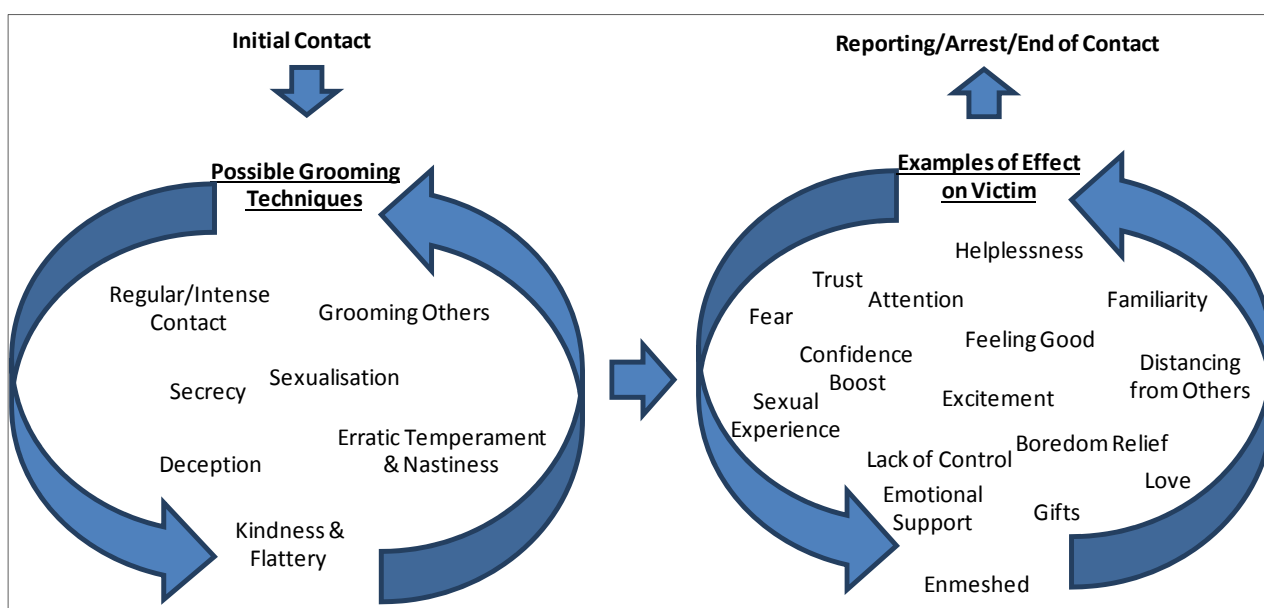 Initial Contact
Possible Grooming
Techniques
Regular/Intense
Contact
Grooming Others
Secrecy
Sexualisation
Deception
Erratic Temperament
& Nastiness
Kindness &
Flattery
Reporting/Arrest/End of Contact
Examples of Effect
on Victim
Helplessness
Trust
Attention
Familiarity
Fear
Feeling Good
Confidence
Boost
Distancing
from Others
Sexual
Experience
Excitement
Boredom Relief
Lack of Control
Love
Emotional
Support
Gifts
Enmeshed